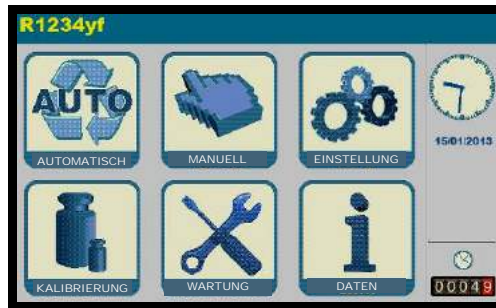 R1234yf
AUTO
AUTOMATISCH
MANUELL
EINSTELLUNG
15/01/2013
KALIBRIERUNG
WARTUNG
DATEN
00049